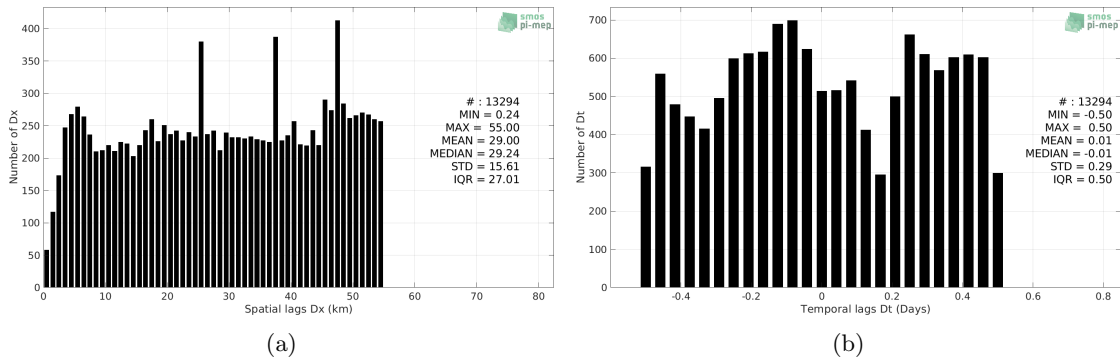 400
350
300
250
200
150
100
50
0
Number of Dx
0 10 20 30 40 50 60 70 80
Spatial lags Dx (km)
smos
pi-mep
# : 13294
MIN = 0.24
MAX = 55.00
MEAN = 29.00
MEDIAN = 29.24
STD = 15.61
IQR = 27.01
(a)
700
600
500
400
300
200
100
0
Number of Dt
-0.4 -0.2 0 0.2 0.4 0.6 0.8
Temporal lags Dt (Days)
smos
pi-mep
# : 13294
MIN = -0.50
MAX = 0.50
MEAN = 0.01
MEDIAN = -0.01
STD = 0.29
IQR = 0.50
(b)